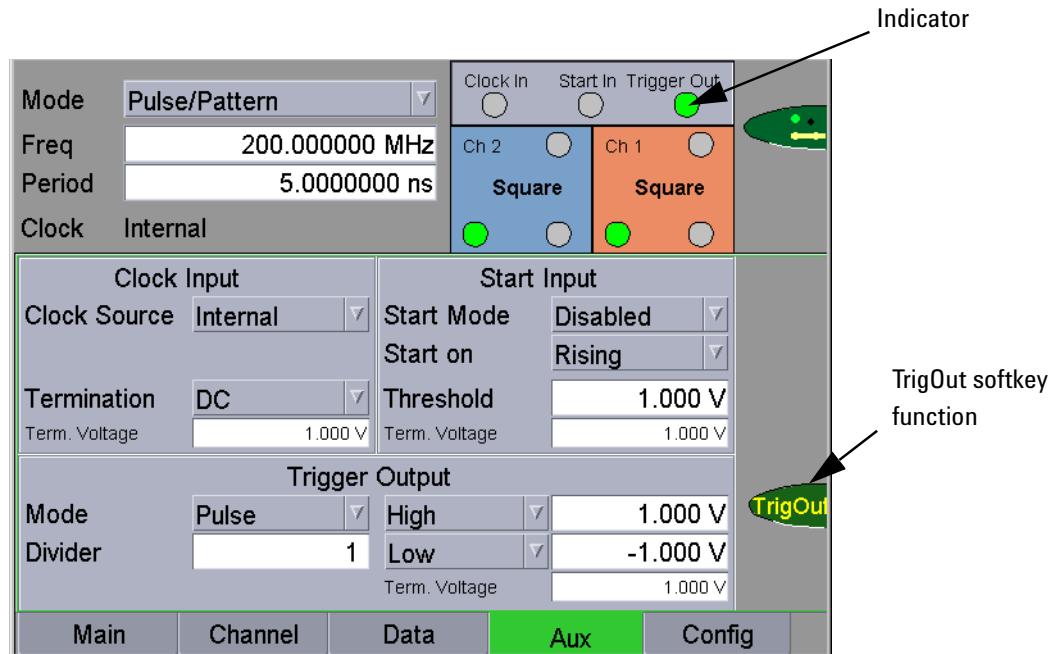 Indicator
Clock In Start In Trigger Out
Mode Pulse/Pattern
Freq 200.000000 MHz
Period 5.0000000 ns
Clock Internal
Ch 2 Ch 1
Square Square
Clock Input Start Input
Clock Source Internal Start Mode Disabled
Start on Rising
Termination DC Threshold 1.000 V
Term. Voltage 1.000 V Term. Voltage 1.000 V
TrigOut softkey
function
Trigger Output
Mode Pulse High 1.000 V
TrigOut
Divider 1 Low -1.000 V
Term. Voltage 1.000 V
Main Channel Data Aux Config